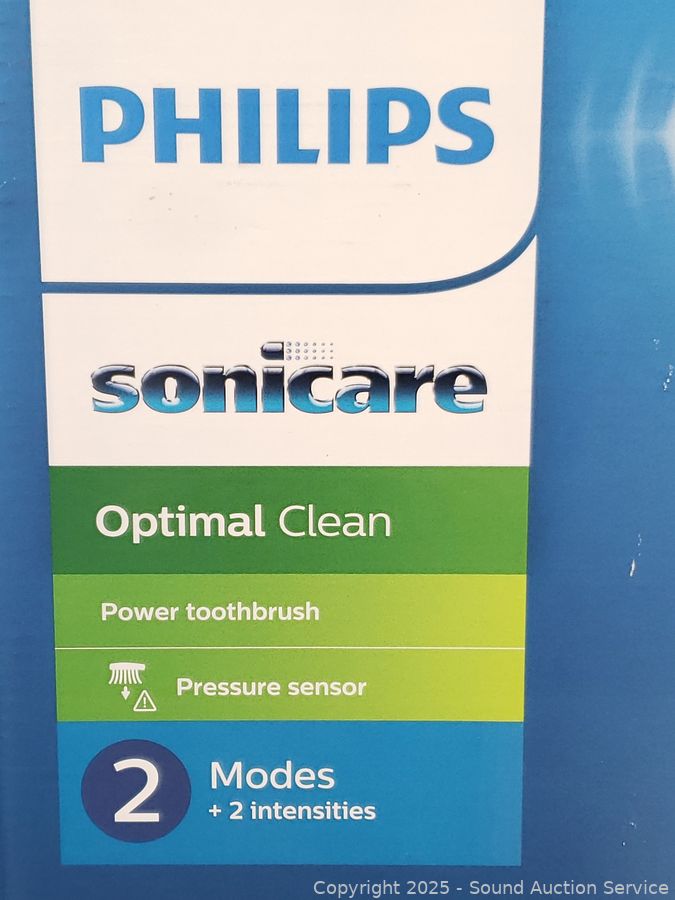 PHILIPS
sonicare
Optimal Clean
Power toothbrush
Pressure sensor
2 Modes
+ 2 intensities
Copyright 2025 - Sound Auction Service